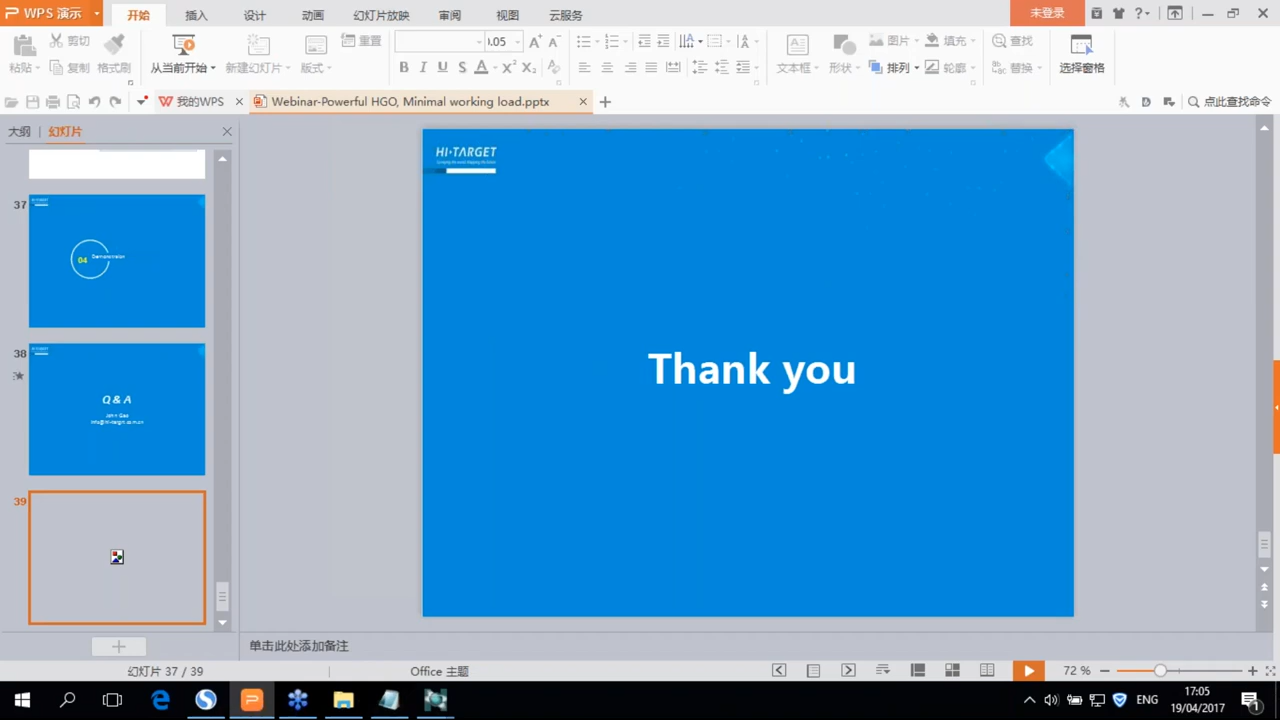 WPS 演示
开始
插入
设计
动画
幻灯片放映
审阅
视图
云服务
未登录
粘贴
剪切
复制
格式刷
从当前开始
新建幻灯片
版式
重置
文本框
形状
图片
排列
填充
轮廓
查找
替换
选择窗格
我的WPS
Webinar-Powerful HGO, Minimal working load.pptx
点此查找命令
大纲
幻灯片
37
04
38
Q & A
39
HI-TARGET
Thank you
单击此处添加备注
幻灯片 37 / 39
Office 主题
72 %
ENG
17:05
19/04/2017